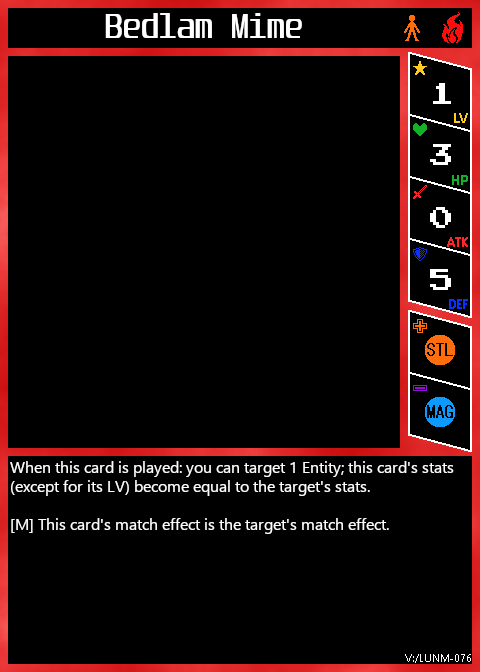 Bedlam Mime
1
LV
3
HP
0
ATK
5
DEF
STL
MAG
When this card is played: you can target 1 Entity; this card's stats
(except for its LV) become equal to the target's stats.
[M] This card's match effect is the target's match effect.
V:/LUNM-076